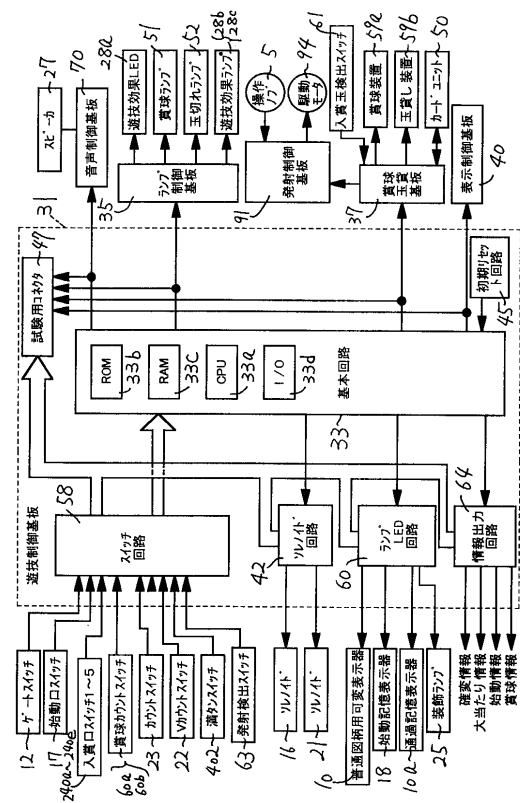 スピーカ
27
音声制御基板
70
28a
遊技効果LED
51
賞球ランプ
52
玉切れランプ
28b
28c
遊技効果ランプ
ランプ制御基板
35
操作ノブ
5
駆動モータ
94
発射制御基板
91
入賞玉検出スイッチ
61
賞球装置
59a
玉貸し装置
59b
カードユニット
50
賞球玉貸基板
37
表示制御基板
40
31
試験用コネクタ
47
初期リセット回路
45
ROM
33b
RAM
33c
CPU
33a
I/O
33d
基本回路
33
遊技制御基板
スイッチ回路
58
ソルノイド回路
42
ランプLED回路
60
情報出力回路
64
12
ゲートスイッチ
17
始動口スイッチ
240a~240e
入賞口スイッチ1~5
60a
60b
賞球カウントスイッチ
23
カウントスイッチ
22
Vカウントスイッチ
402
満タンスイッチ
63
発射検出スイッチ
16
ソルノイド
21
ソルノイド
10
普通図柄用可変表示器
18
始動記憶表示器
10a
通過記憶表示器
25
装飾ランプ
確変情報
大当たり情報
始動情報
賞球情報